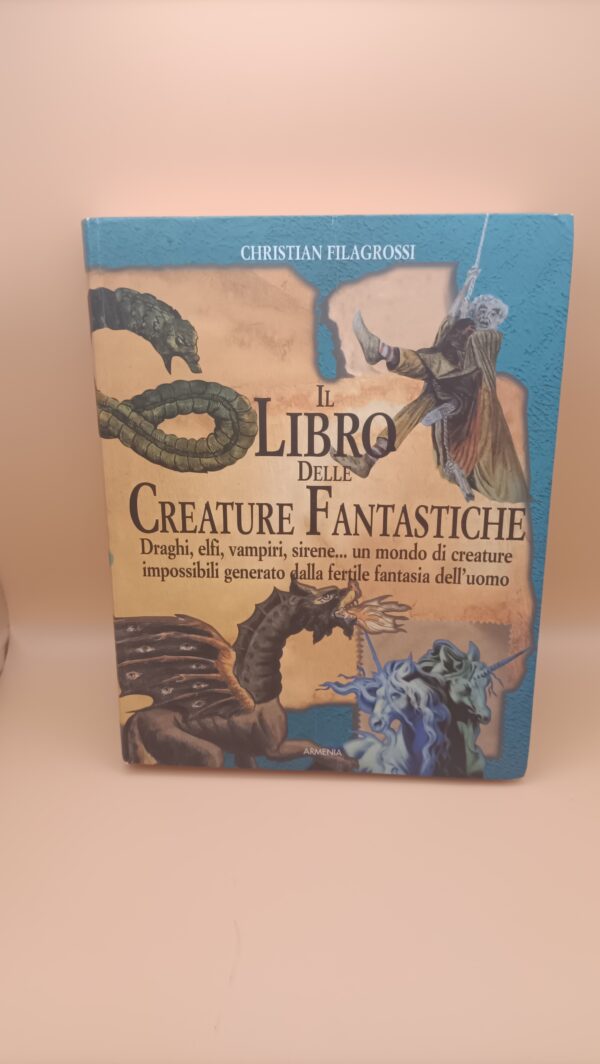 CHRISTIAN FILAGROSSI
IL
LIBRO
DELLE
CREATURE FANTASTICHE
Draghi, elfi, vampiri, sirene... un mondo di creature
impossibili generato dalla fertile fantasia dell'uomo
ARMENIA